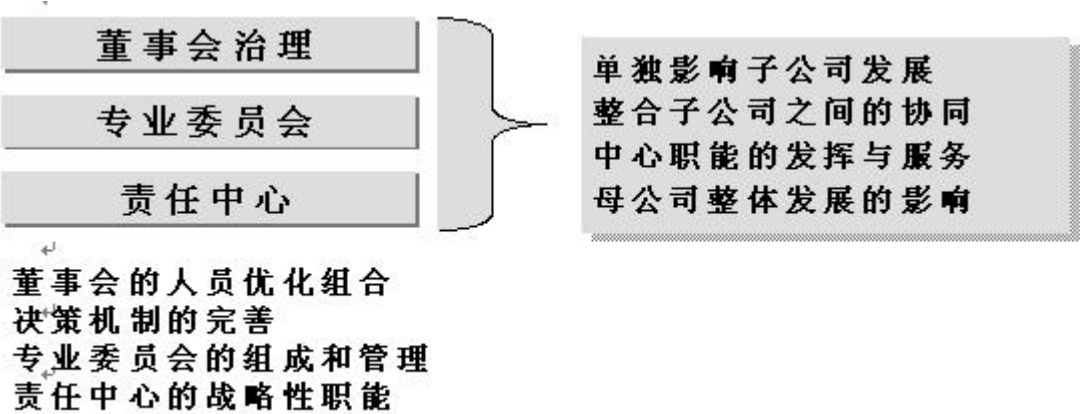 董事会治理
专业委员会
责任中心
单独影响子公司发展
整合子公司之间的协同
中心职能的发挥与服务
母公司整体发展的影响
董事会的人员优化组合
决策机制的完善
专业委员会的组成和管理
责任中心的战略性职能